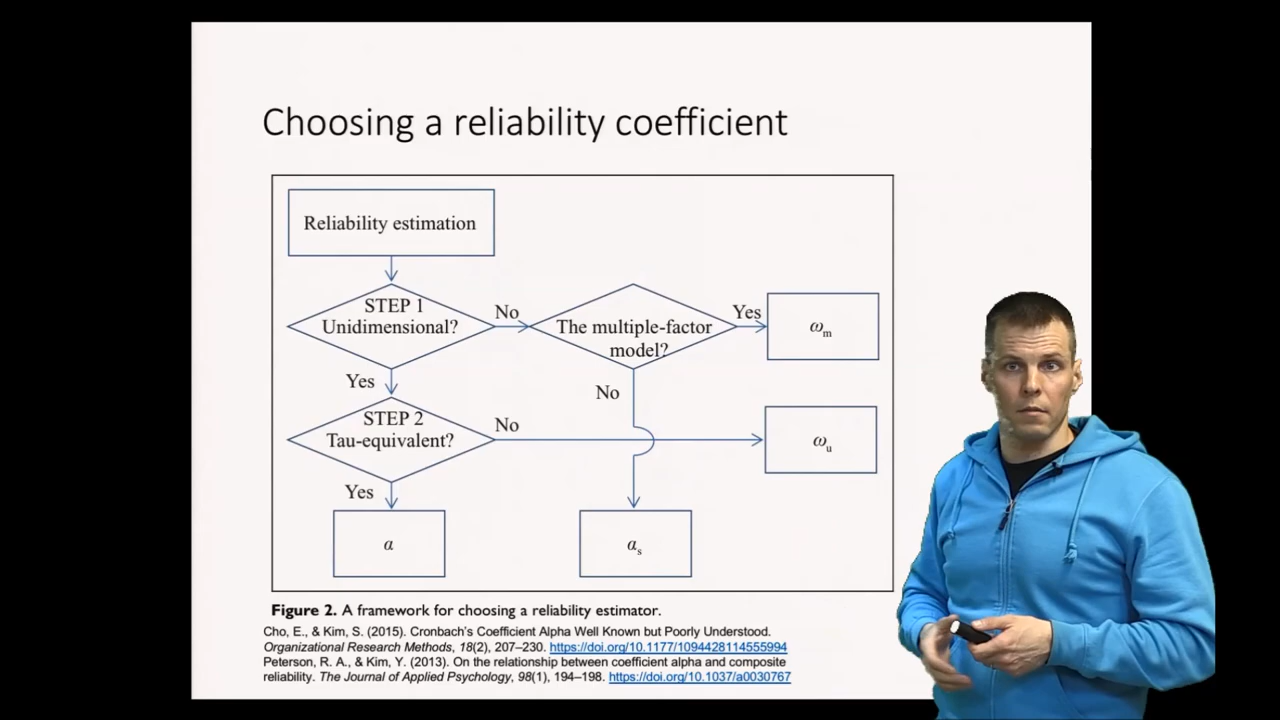 Choosing a reliability coefficient
Reliability estimation
STEP 1
Unidimensional?
No
The multiple-factor
model?
Yes
ωm
Yes
No
STEP 2
Tau-equivalent?
No
ωu
Yes
α
αs
Figure 2. A framework for choosing a reliability estimator.
Cho, E., & Kim, S. (2015). Cronbach's Coefficient Alpha Well Known but Poorly Understood.
Organizational Research Methods, 18(2), 207–230. https://doi.org/10.1177/1094428114555994
Peterson, R. A., & Kim, Y. (2013). On the relationship between coefficient alpha and composite
reliability. The Journal of Applied Psychology, 98(1), 194–198. https://doi.org/10.1037/a0030767